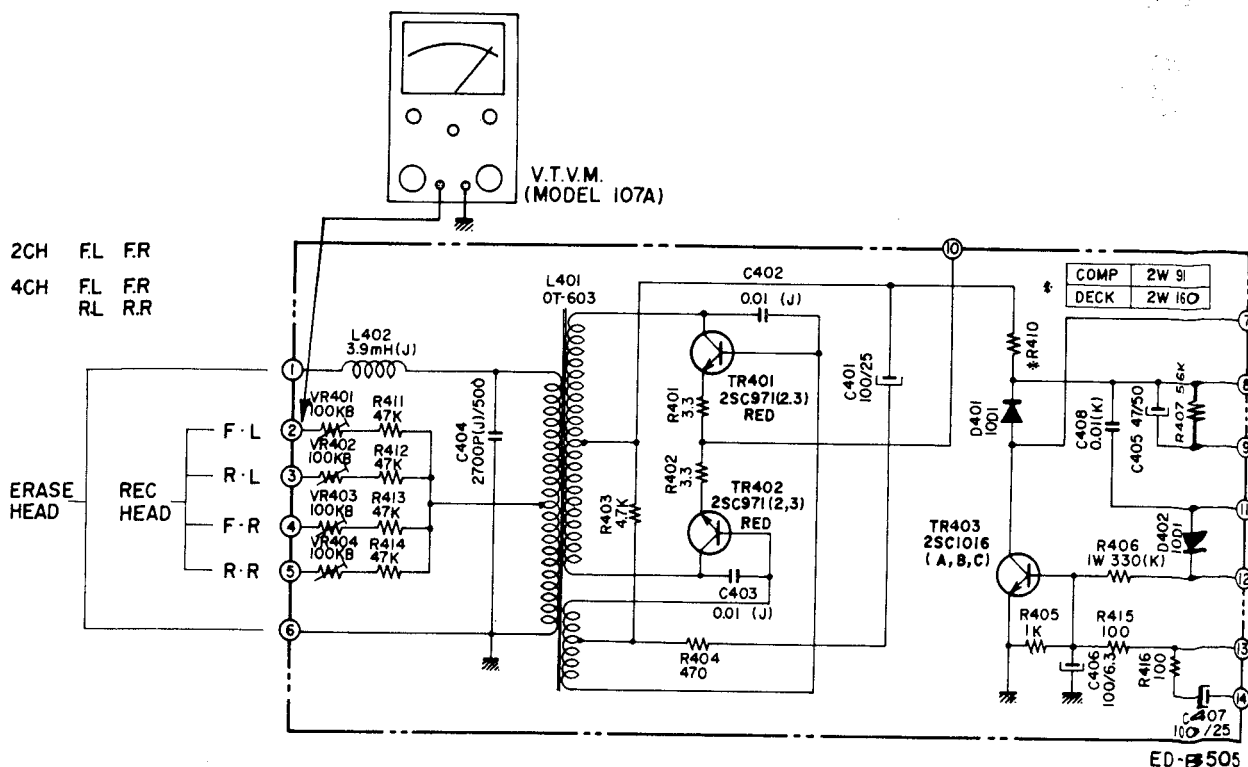 V.T.V.M.
(MODEL 107A)
2CH F.L F.R
4CH F.L F.R
R.L R.R
10
COMP 2W 91
DECK 2W 160
*
L401
OT-603
C402
0.01 (J)
7
*R410
L402
3.9mH(J)
1
TR401
2SC971(2.3)
RED
R401
3.3
C401
100/25
D401
10D1
C408
0.01(K)
C405 47/50
R407 5.6K
8
VR401
100KB
R411
47K
F·L
2
C404
2700P(J)/500
9
VR402
100KB
R412
47K
R·L
3
R402
3.3
TR402
2SC971(2,3)
RED
ERASE
HEAD
REC
HEAD
VR403
100KB
R413
47K
F·R
4
R403
4.7K
11
D402
10D1
TR403
2SC1016
(A,B,C)
R406
1W 330(K)
VR404
100KB
R414
47K
R·R
5
12
C403
0.01 (J)
R405
1K
R415
100
13
6
R404
470
C406
100/6.3
R416
100
14
C407
100/25